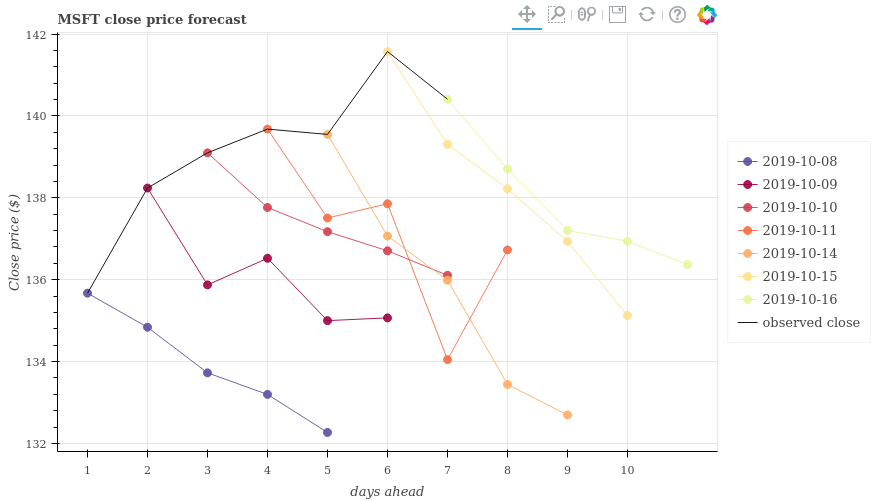 MSFT close price forecast
142
140
138
136
134
132
Close price ($)
1 2 3 4 5 6 7 8 9 10
days ahead
2019-10-08
2019-10-09
2019-10-10
2019-10-11
2019-10-14
2019-10-15
2019-10-16
observed close